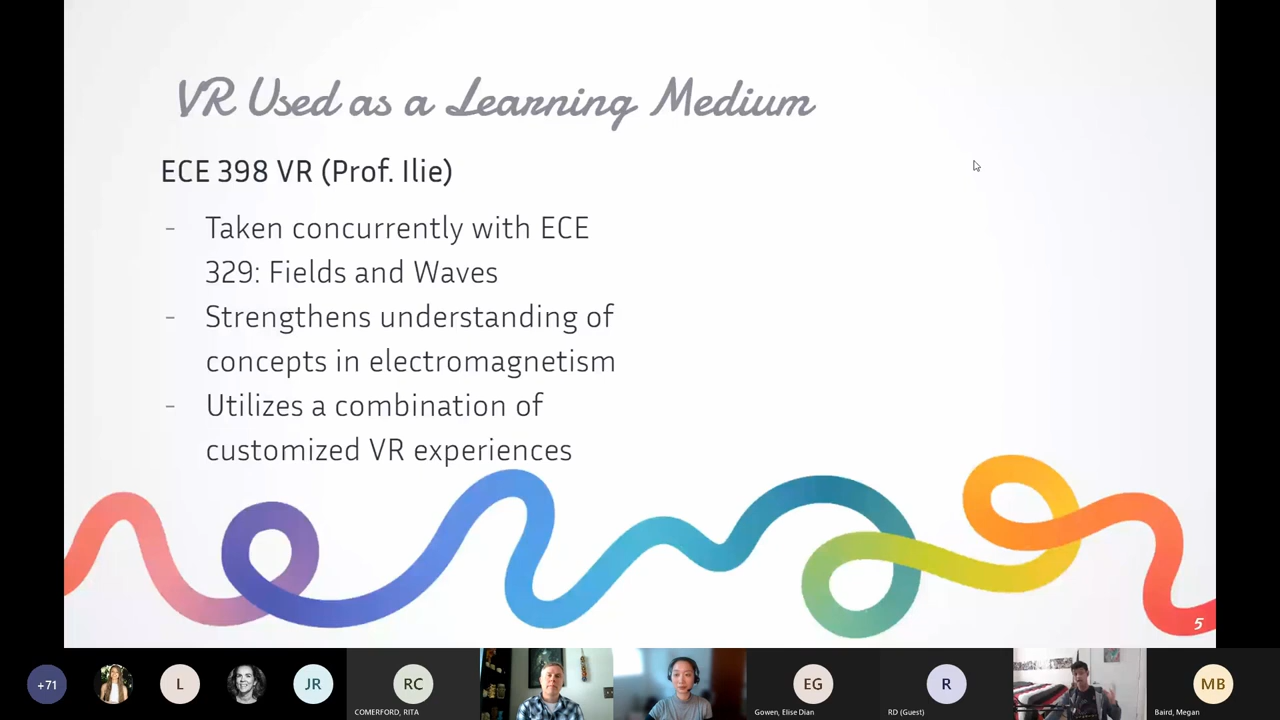 VR Used as a Learning Medium
ECE 398 VR (Prof. Ilie)
- Taken concurrently with ECE
329: Fields and Waves
- Strengthens understanding of
concepts in electromagnetism
- Utilizes a combination of
customized VR experiences
5
+71
L
JR
RC
COMERFORD, RITA
EG
Gowen, Elise Dian
R
RD (Guest)
MB
Baird, Megan